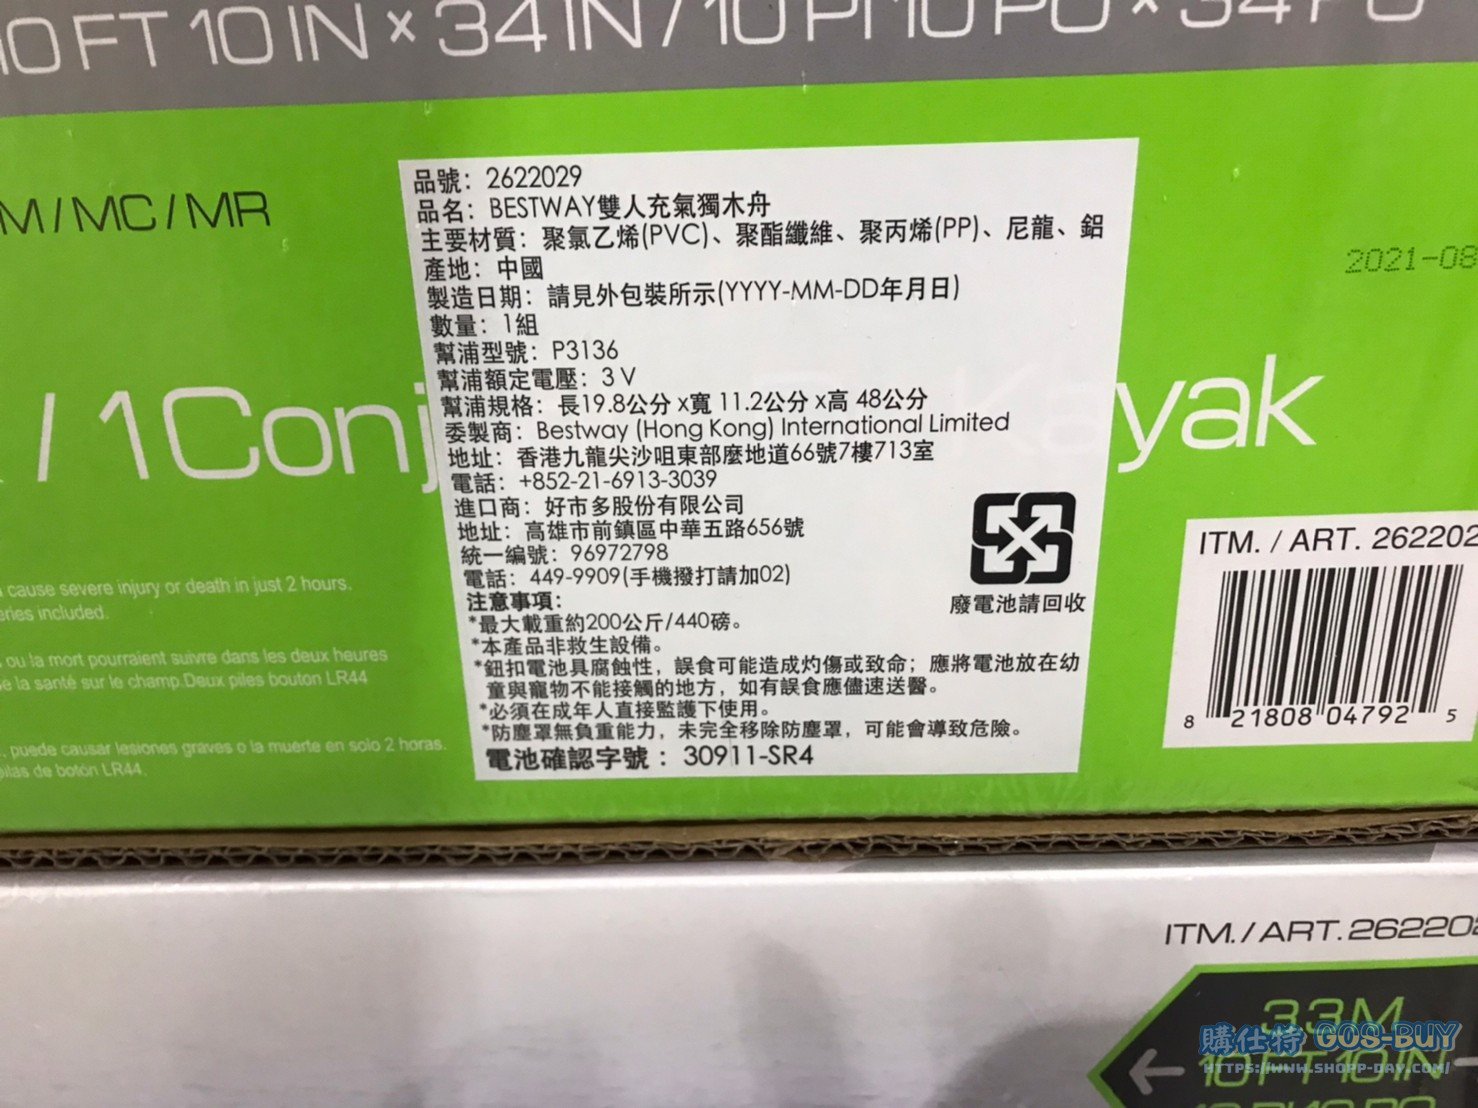 10 FT 10 IN × 34 IN / 10 PI 10 PO × 34 PO
M / MC / MR
品號：2622029
品名：BESTWAY雙人充氣獨木舟
主要材質：聚氯乙烯(PVC)、聚酯纖維、聚丙烯(PP)、尼龍、鋁
產地：中國
製造日期：請見外包裝所示(YYYY-MM-DD年月日)
數量：1組
幫浦型號：P3136
幫浦額定電壓：3 V
幫浦規格：長19.8公分 x寬 11.2公分 x高 48公分
委製商：Bestway (Hong Kong) International Limited
地址：香港九龍尖沙咀東部麼地道66號7樓713室
電話：+852-21-6913-3039
進口商：好市多股份有限公司
地址：高雄市前鎮區中華五路656號
統一編號：96972798
電話：449-9909(手機撥打請加02)
注意事項：
*最大載重約200公斤/440磅。
*本產品非救生設備。
*鈕扣電池具腐蝕性，誤食可能造成灼傷或致命；應將電池放在幼
童與寵物不能接觸的地方，如有誤食應儘速送醫。
*必須在成年人直接監護下使用。
*防塵罩無負重能力，未完全移除防塵罩，可能會導致危險。
電池確認字號：30911-SR4
廢電池請回收
2021-08
/ 1 Conj
yak
cause severe injury or death in just 2 hours.
eries included.
ou la mort pourraient suivre dans les deux heures
e la santé sur le champ.Deux piles bouton LR44
puede causar lesiones graves o la muerte en solo 2 horas.
pilas de botón LR44.
ITM. / ART. 262202
8 21808 04792 5
ITM. / ART. 262202
3.3M
10 FT 10 IN
購仕特 GOS-BUY
HTTPS://WWW.SHOPP-DAY.COM/